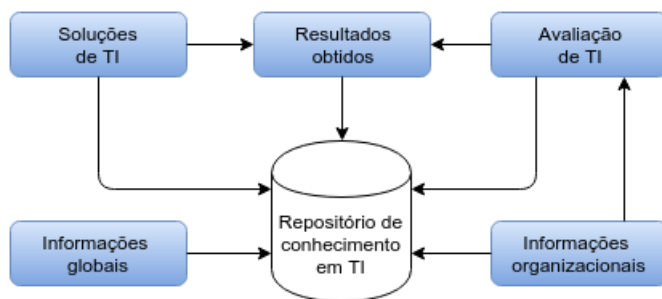 Soluções
de TI
Resultados
obtidos
Avaliação
de TI
Repositório de
conhecimento
em TI
Informações
globais
Informações
organizacionais